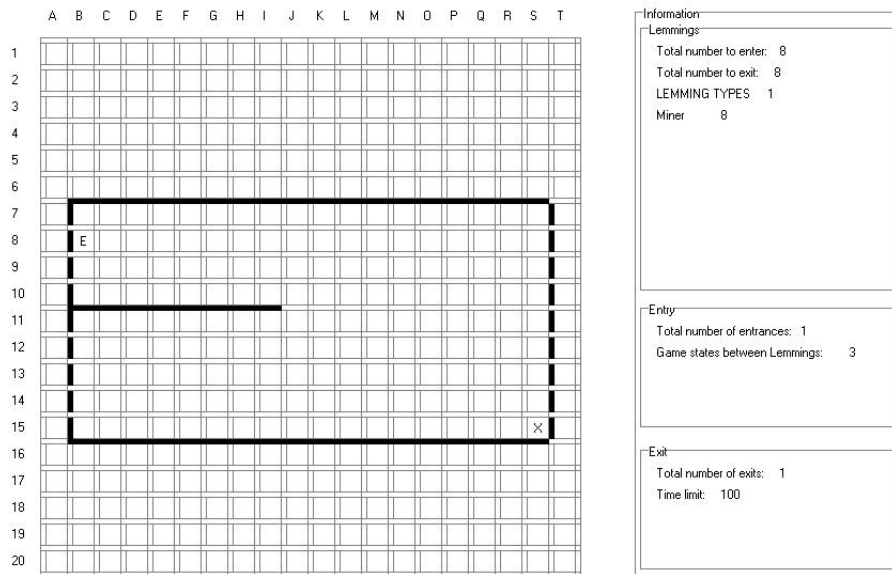 A B C D E F G H I J K L M N O P Q R S T
1
2
3
4
5
6
7
8 E
9
10
11
12
13
14
15 X
16
17
18
19
20
Information
Lemmings
Total number to enter: 8
Total number to exit: 8
LEMMING TYPES 1
Miner 8
Entry
Total number of entrances: 1
Game states between Lemmings: 3
Exit
Total number of exits: 1
Time limit: 100